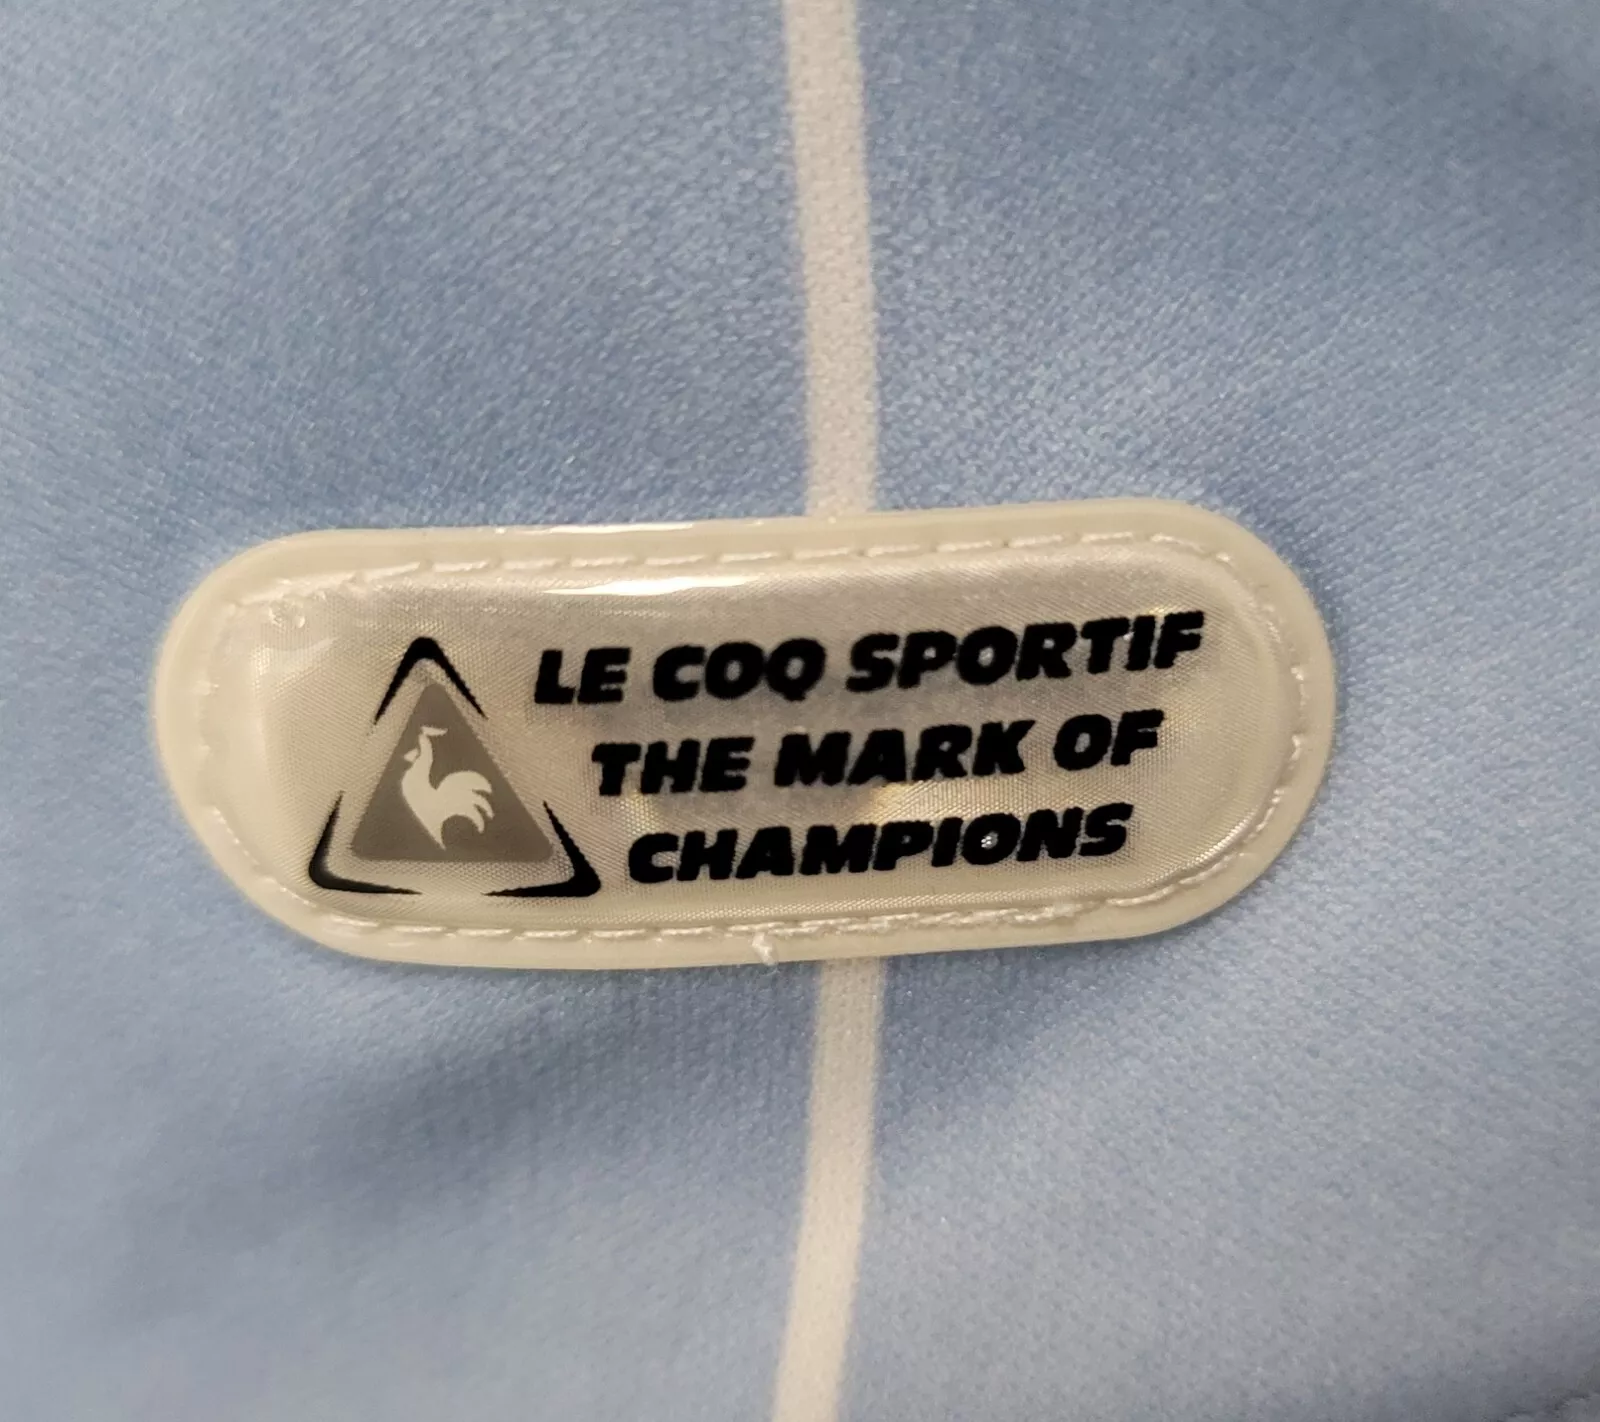 LE COQ SPORTIF
THE MARK OF
CHAMPIONS